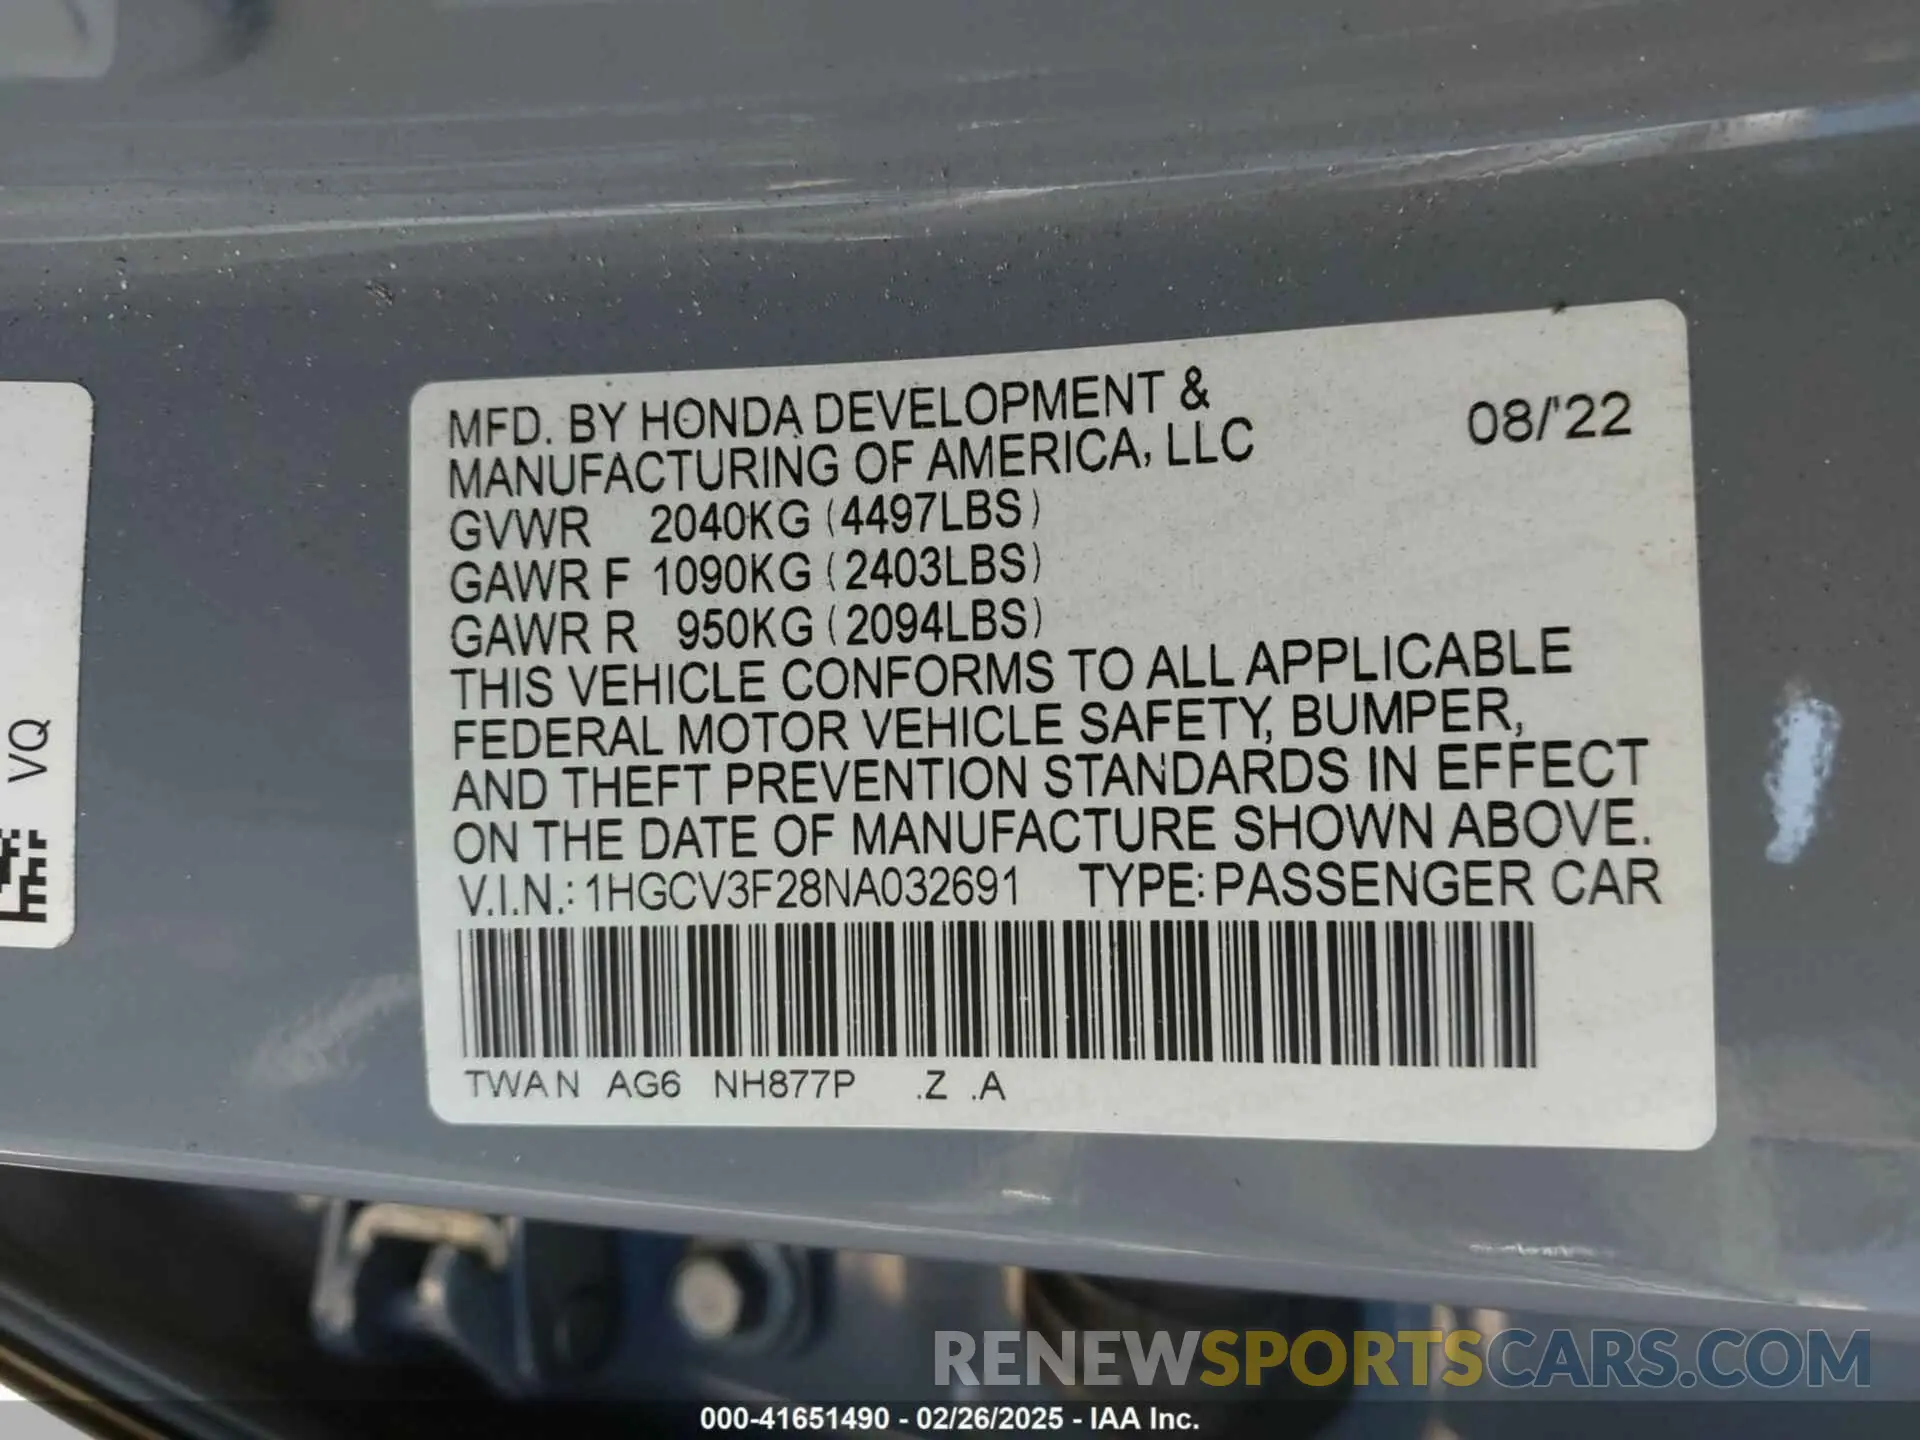 MFD. BY HONDA DEVELOPMENT &
MANUFACTURING OF AMERICA, LLC
08/'22
GVWR 2040KG (4497LBS)
GAWR F 1090KG (2403LBS)
GAWR R 950KG (2094LBS)
THIS VEHICLE CONFORMS TO ALL APPLICABLE
FEDERAL MOTOR VEHICLE SAFETY, BUMPER,
AND THEFT PREVENTION STANDARDS IN EFFECT
ON THE DATE OF MANUFACTURE SHOWN ABOVE.
V.I.N.: 1HGCV3F28NA032691 TYPE: PASSENGER CAR
TWAN AG6 NH877P .Z .A
VQ
RENEWSPORTSCARS.COM
000-41651490 - 02/26/2025 - IAA Inc.